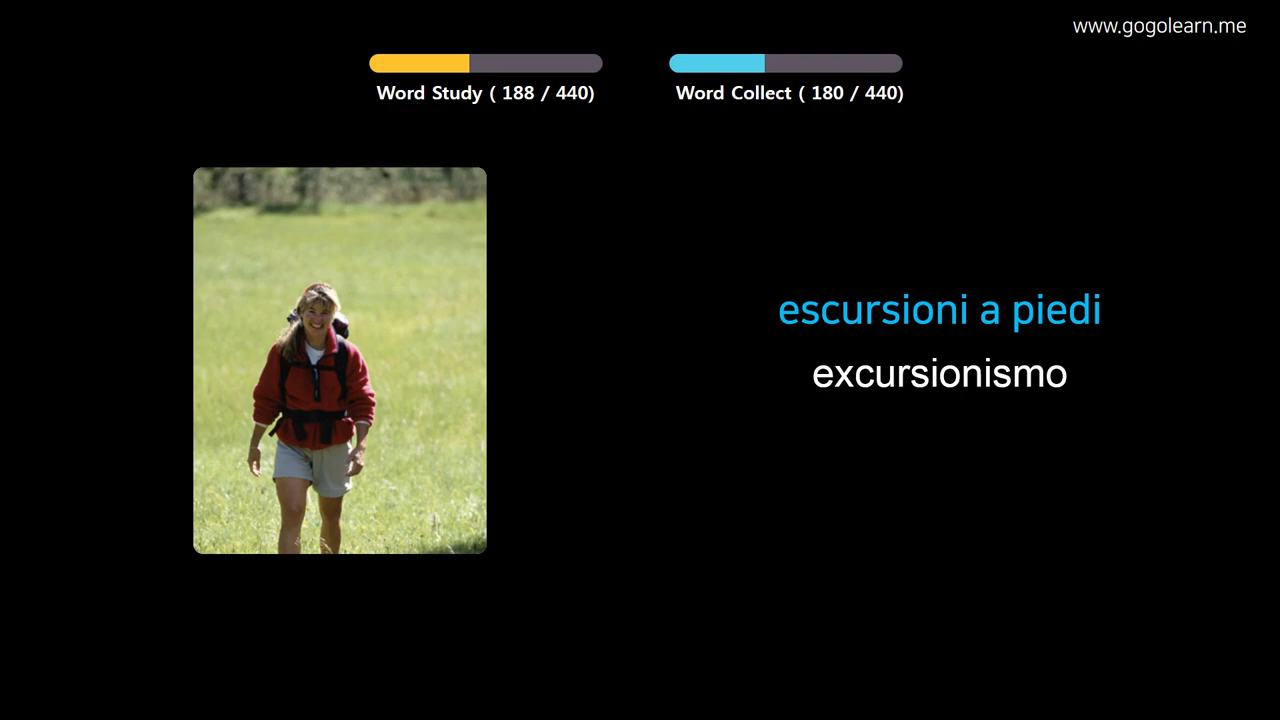 www.gogolearn.me
Word Study ( 188 / 440)
Word Collect ( 180 / 440)
escursioni a piedi
excursionismo